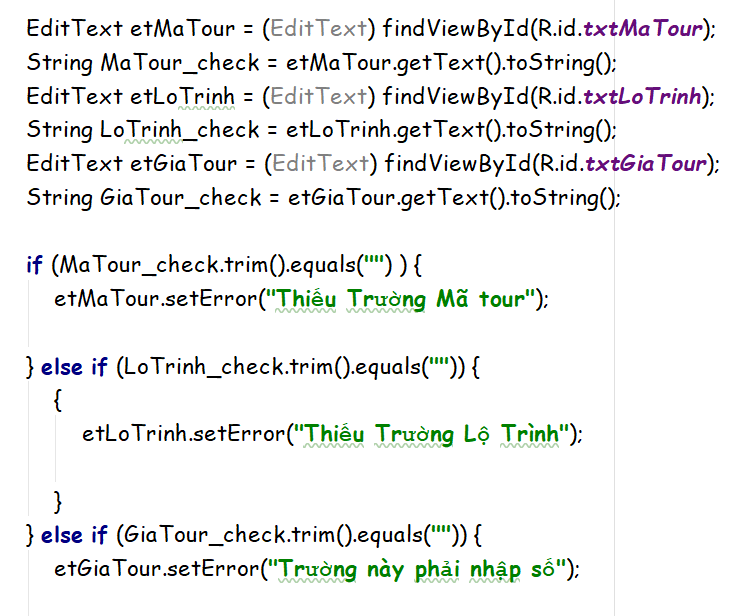 EditText etMaTour = (EditText) findViewById(R.id.txtMaTour);
String MaTour_check = etMaTour.getText().toString();
EditText etLoTrinh = (EditText) findViewById(R.id.txtLoTrinh);
String LoTrinh_check = etLoTrinh.getText().toString();
EditText etGiaTour = (EditText) findViewById(R.id.txtGiaTour);
String GiaTour_check = etGiaTour.getText().toString();
if (MaTour_check.trim().equals("") ) {
etMaTour.setError("Thiếu Trường Mã tour");
} else if (LoTrinh_check.trim().equals("")) {
{
etLoTrinh.setError("Thiếu Trường Lộ Trình");
}
} else if (GiaTour_check.trim().equals("")) {
etGiaTour.setError("Trường này phải nhập số");